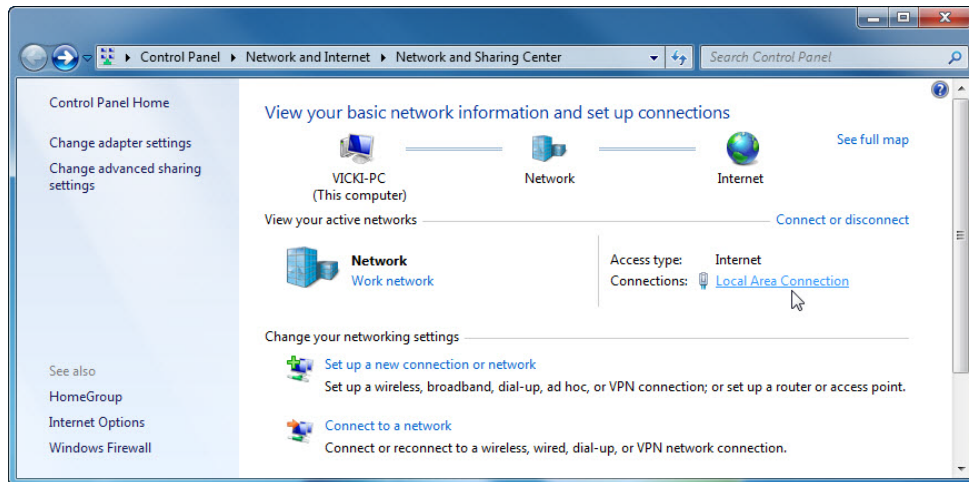 Control Panel ▸ Network and Internet ▸ Network and Sharing Center
Search Control Panel
Control Panel Home
Change adapter settings
Change advanced sharing
settings
See also
HomeGroup
Internet Options
Windows Firewall
View your basic network information and set up connections
See full map
VICKI-PC
(This computer)
Network
Internet
View your active networks
Connect or disconnect
Network
Work network
Access type: Internet
Connections: Local Area Connection
Change your networking settings
Set up a new connection or network
Set up a wireless, broadband, dial-up, ad hoc, or VPN connection; or set up a router or access point.
Connect to a network
Connect or reconnect to a wireless, wired, dial-up, or VPN network connection.